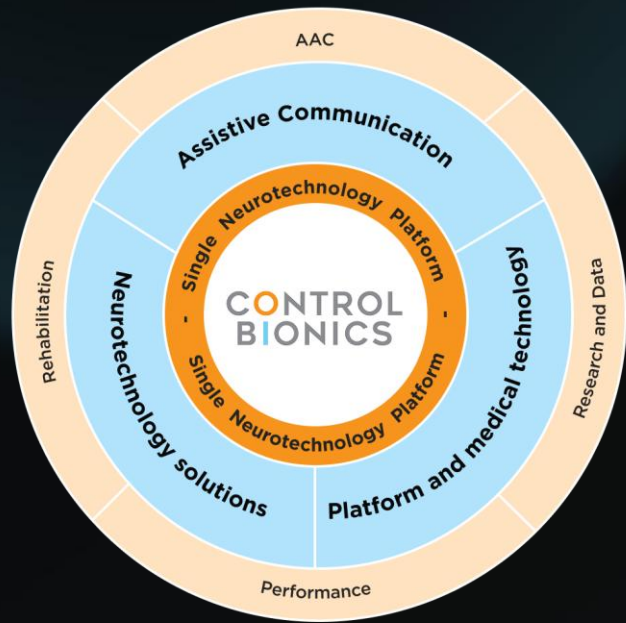 AAC
Assistive Communication
- Single Neurotechnology Platform -
CONTROL
BIONICS
Single Neurotechnology Platform
Rehabilitation
Neurotechnology solutions
Platform and medical technology
Research and Data
Performance